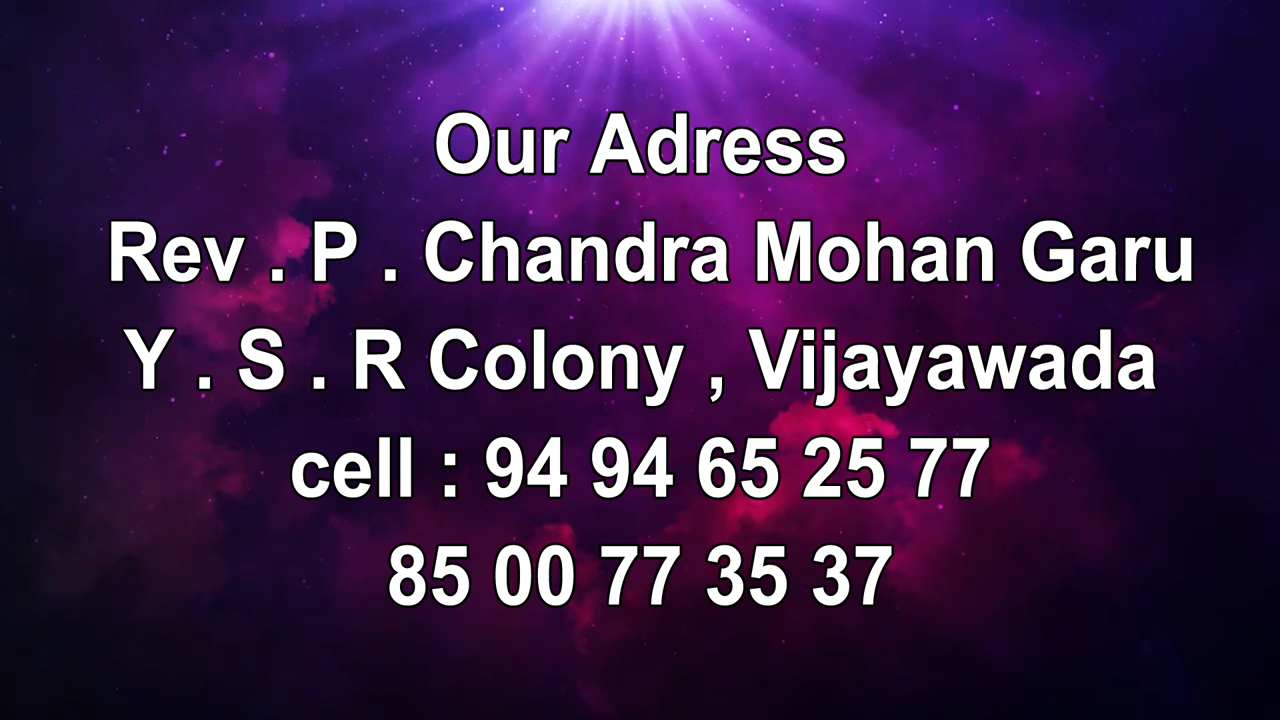 Our Adress
Rev . P . Chandra Mohan Garu
Y . S . R Colony , Vijayawada
cell : 94 94 65 25 77
85 00 77 35 37